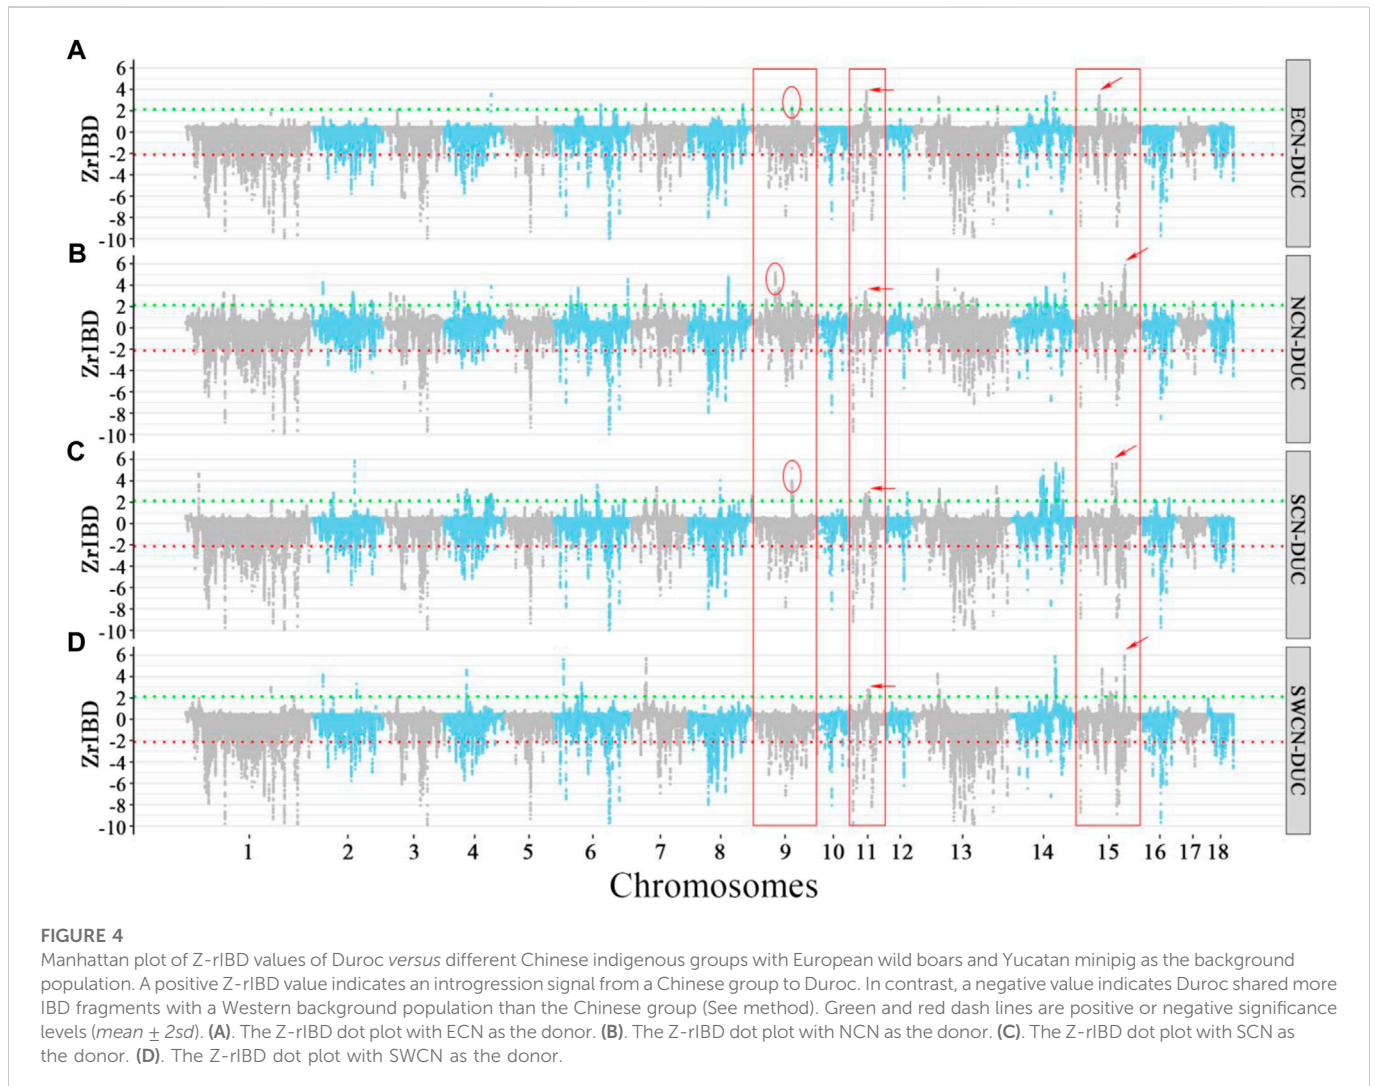 A
6
4
2
0
-2
-4
-6
-8
-10
ZrIBD
ECN-DUC
B
6
4
2
0
-2
-4
-6
-8
-10
ZrIBD
NCN-DUC
C
6
4
2
0
-2
-4
-6
-8
-10
ZrIBD
SCN-DUC
D
6
4
2
0
-2
-4
-6
-8
-10
ZrIBD
SWCN-DUC
1 2 3 4 5 6 7 8 9 10 11 12 13 14 15 16 17 18
Chromosomes
FIGURE 4
Manhattan plot of Z-rIBD values of Duroc versus different Chinese indigenous groups with European wild boars and Yucatan minipig as the background
population. A positive Z-rIBD value indicates an introgression signal from a Chinese group to Duroc. In contrast, a negative value indicates Duroc shared more
IBD fragments with a Western background population than the Chinese group (See method). Green and red dash lines are positive or negative significance
levels (mean ± 2sd). (A). The Z-rIBD dot plot with ECN as the donor. (B). The Z-rIBD dot plot with NCN as the donor. (C). The Z-rIBD dot plot with SCN as
the donor. (D). The Z-rIBD dot plot with SWCN as the donor.